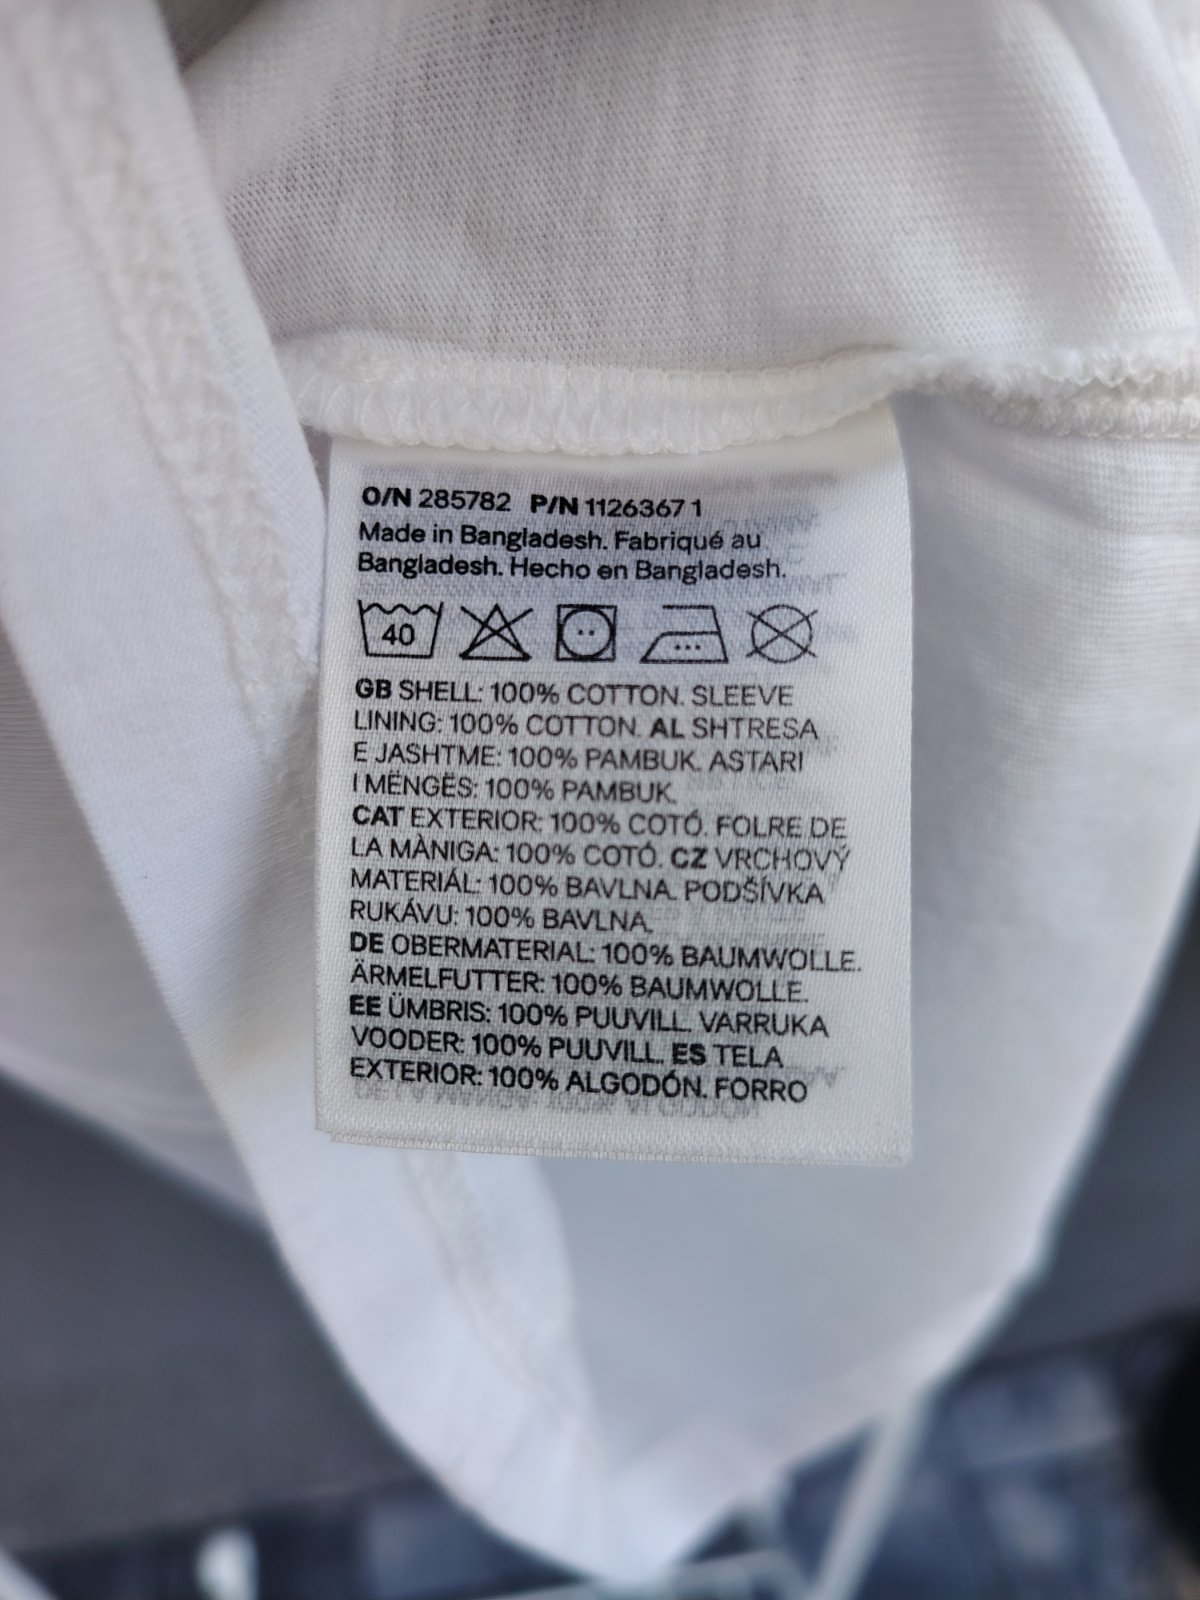 O/N 285782 P/N 11263671
Made in Bangladesh. Fabriqué au
Bangladesh. Hecho en Bangladesh.
40
GB SHELL: 100% COTTON. SLEEVE
LINING: 100% COTTON. AL SHTRESA
E JASHTME: 100% PAMBUK. ASTARI
I MËNGËS: 100% PAMBUK.
CAT EXTERIOR: 100% COTÓ. FOLRE DE
LA MÀNIGA: 100% COTÓ. CZ VRCHOVÝ
MATERIÁL: 100% BAVLNA. PODŠÍVKA
RUKÁVU: 100% BAVLNA.
DE OBERMATERIAL: 100% BAUMWOLLE.
ÄRMELFUTTER: 100% BAUMWOLLE.
EE ÜMBRIS: 100% PUUVILL. VARRUKA
VOODER: 100% PUUVILL. ES TELA
EXTERIOR: 100% ALGODÓN. FORRO